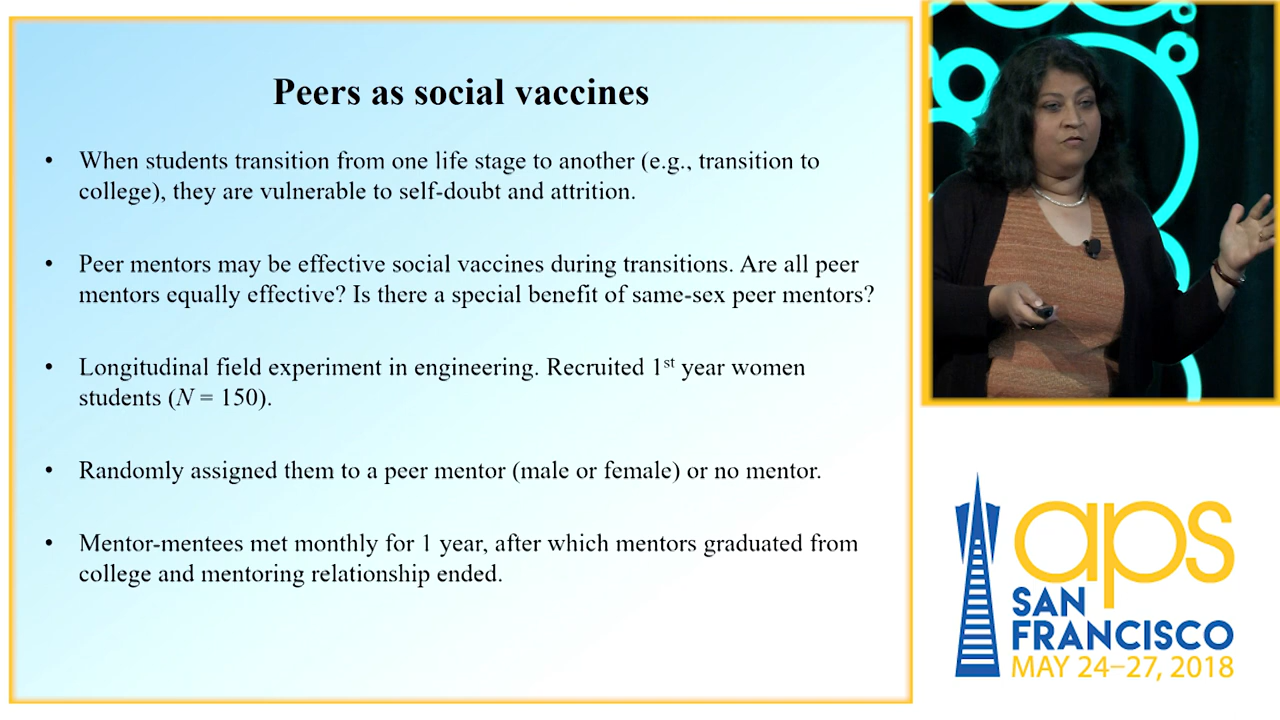 Peers as social vaccines
• When students transition from one life stage to another (e.g., transition to
college), they are vulnerable to self-doubt and attrition.
• Peer mentors may be effective social vaccines during transitions. Are all peer
mentors equally effective? Is there a special benefit of same-sex peer mentors?
• Longitudinal field experiment in engineering. Recruited 1st year women
students (N = 150).
• Randomly assigned them to a peer mentor (male or female) or no mentor.
• Mentor-mentees met monthly for 1 year, after which mentors graduated from
college and mentoring relationship ended.
aps
SAN
FRANCISCO
MAY 24–27, 2018